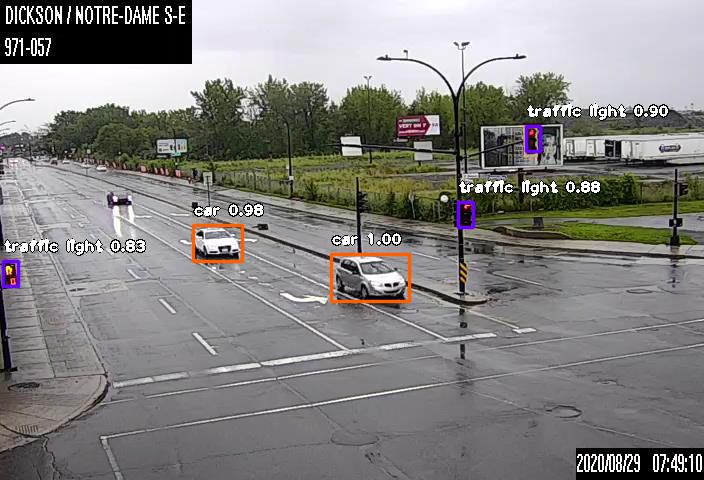 DICKSON / NOTRE-DAME S-E
971-057
traffic light 0.90
traffic light 0.88
car 0.98
car 1.00
traffic light 0.83
2020/08/29 07:49:10